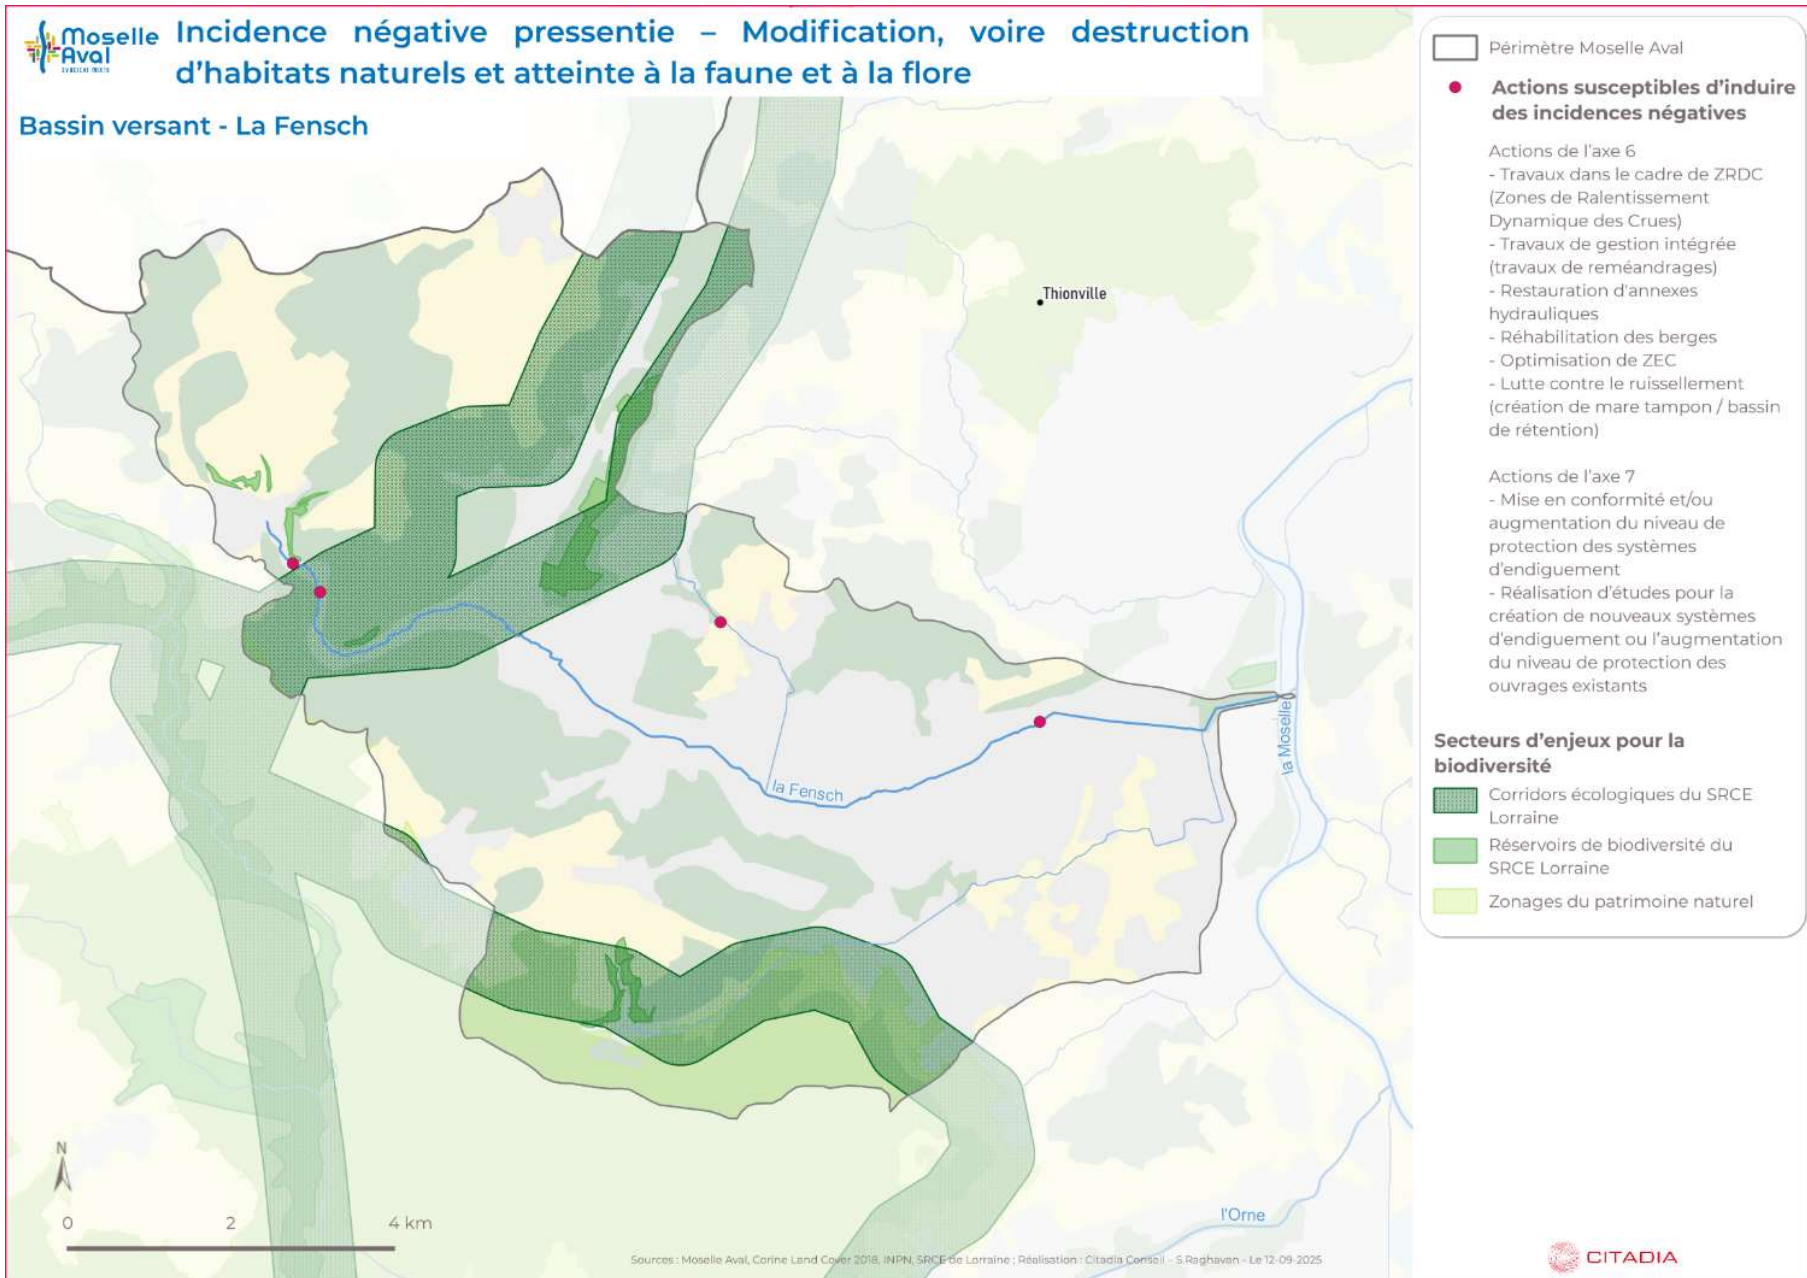 Moselle
Aval
SYNDICAT MIXTE
Incidence négative pressentie – Modification, voire destruction
d’habitats naturels et atteinte à la faune et à la flore
Bassin versant - La Fensch
Thionville
la Fensch
la Moselle
l'Orne
N
0 2 4 km
Sources : Moselle Aval, Corine Land Cover 2018, INPN, SRCE de Lorraine ; Réalisation : Citadia Conseil - S.Raghavan - Le 12-09-2025
Périmètre Moselle Aval
Actions susceptibles d’induire
des incidences négatives
Actions de l’axe 6
- Travaux dans le cadre de ZRDC
(Zones de Ralentissement
Dynamique des Crues)
- Travaux de gestion intégrée
(travaux de reméandrages)
- Restauration d'annexes
hydrauliques
- Réhabilitation des berges
- Optimisation de ZEC
- Lutte contre le ruissellement
(création de mare tampon / bassin
de rétention)
Actions de l’axe 7
- Mise en conformité et/ou
augmentation du niveau de
protection des systèmes
d’endiguement
- Réalisation d’études pour la
création de nouveaux systèmes
d’endiguement ou l’augmentation
du niveau de protection des
ouvrages existants
Secteurs d’enjeux pour la
biodiversité
Corridors écologiques du SRCE
Lorraine
Réservoirs de biodiversité du
SRCE Lorraine
Zonages du patrimoine naturel
CITADIA